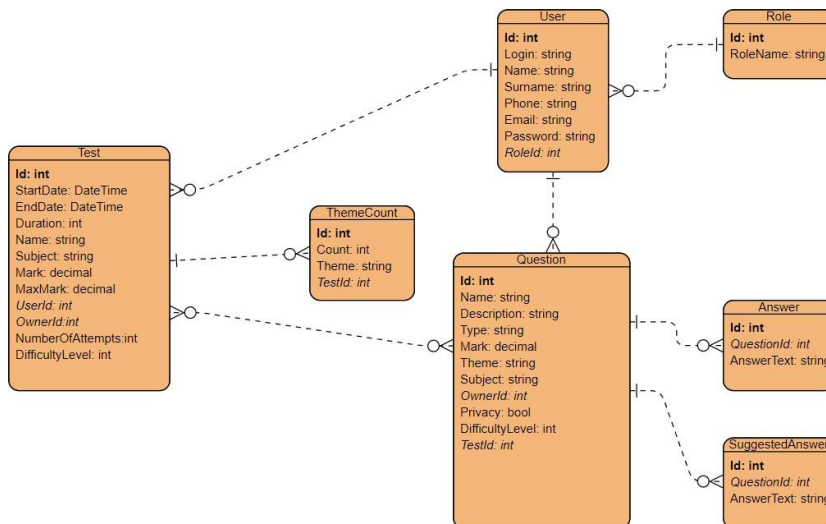 User
Id: int
Login: string
Name: string
Surname: string
Phone: string
Email: string
Password: string
RoleId: int
Role
Id: int
RoleName: string
Test
Id: int
StartDate: DateTime
EndDate: DateTime
Duration: int
Name: string
Subject: string
Mark: decimal
MaxMark: decimal
UserId: int
OwnerId:int
NumberOfAttempts:int
DifficultyLevel: int
ThemeCount
Id: int
Count: int
Theme: string
TestId: int
Question
Id: int
Name: string
Description: string
Type: string
Mark: decimal
Theme: string
Subject: string
OwnerId: int
Privacy: bool
DifficultyLevel: int
TestId: int
Answer
Id: int
QuestionId: int
AnswerText: string
SuggestedAnswer
Id: int
QuestionId: int
AnswerText: string